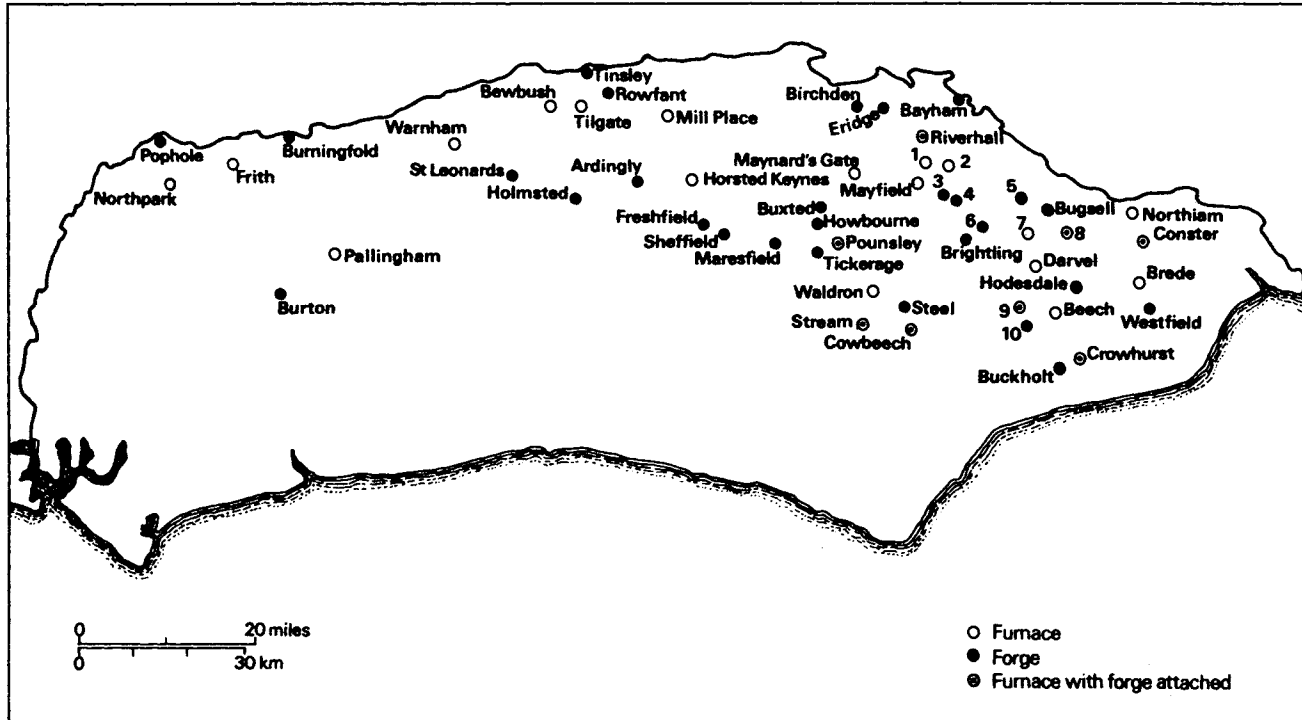 Tinsley
Bewbush
Rowfant
Tilgate
Mill Place
Birchden
Eridge
Bayham
Warnham
Riverhall
Pophole
Burningfold
Frith
Northpark
St Leonards
Ardingly
Holmsted
Horsted Keynes
Maynard's Gate
Mayfield
1
2
3
4
5
Bugsell
Northiam
Freshfield
Buxted
Howbourne
Sheffield
Maresfield
Pounsley
Tickerage
6
7
8
Conster
Brightling
Darvel
Pallingham
Burton
Waldron
Hodesdale
Brede
Steel
9
Beech
Westfield
Stream
Cowbeech
10
Crowhurst
Buckholt
0 20 miles
0 30 km
Furnace
Forge
Furnace with forge attached